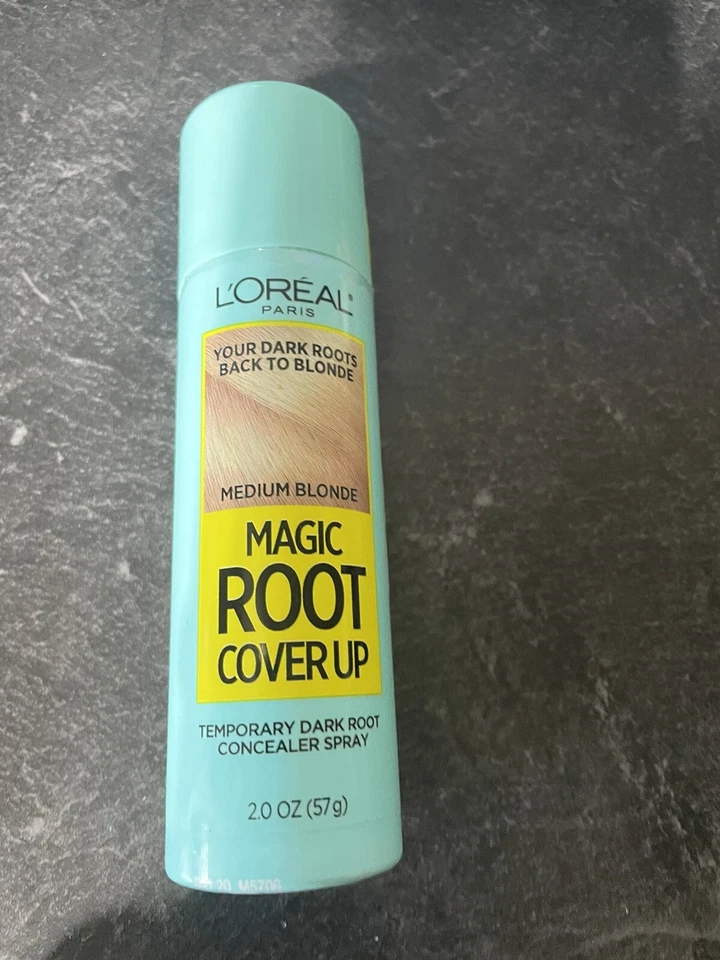 L'ORÉAL®
PARIS
YOUR DARK ROOTS
BACK TO BLONDE
MEDIUM BLONDE
MAGIC
ROOT
COVER UP
TEMPORARY DARK ROOT
CONCEALER SPRAY
2.0 OZ (57g)